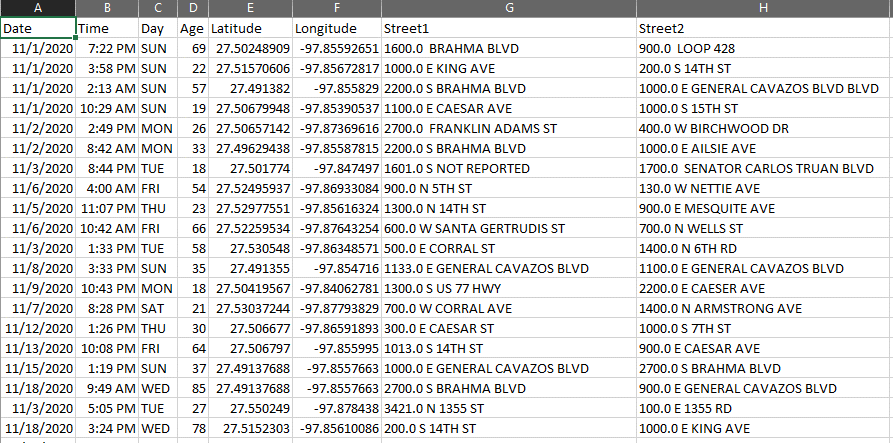 A B C D E F G H
Date Time Day Age Latitude Longitude Street1 Street2
11/1/2020 7:22 PM SUN 69 27.50248909 -97.85592651 1600.0 BRAHMA BLVD 900.0 LOOP 428
11/1/2020 3:58 PM SUN 22 27.51570606 -97.85672817 1000.0 E KING AVE 200.0 S 14TH ST
11/1/2020 2:13 AM SUN 57 27.491382 -97.855829 2200.0 S BRAHMA BLVD 1000.0 E GENERAL CAVAZOS BLVD BLVD
11/1/2020 10:29 AM SUN 19 27.50679948 -97.85390537 1100.0 E CAESAR AVE 1000.0 S 15TH ST
11/2/2020 2:49 PM MON 26 27.50657142 -97.87369616 2700.0 FRANKLIN ADAMS ST 400.0 W BIRCHWOOD DR
11/2/2020 8:42 AM MON 33 27.49629438 -97.85587815 2200.0 S BRAHMA BLVD 1000.0 E AILSIE AVE
11/3/2020 8:44 PM TUE 18 27.501774 -97.847497 1601.0 S NOT REPORTED 1700.0 SENATOR CARLOS TRUAN BLVD
11/6/2020 4:00 AM FRI 54 27.52495937 -97.86933084 900.0 N 5TH ST 130.0 W NETTIE AVE
11/5/2020 11:07 PM THU 23 27.52977551 -97.85616324 1300.0 N 14TH ST 900.0 E MESQUITE AVE
11/6/2020 10:42 AM FRI 66 27.52259534 -97.87643254 600.0 W SANTA GERTRUDIS ST 700.0 N WELLS ST
11/3/2020 1:33 PM TUE 58 27.530548 -97.86348571 500.0 E CORRAL ST 1400.0 N 6TH RD
11/8/2020 3:33 PM SUN 35 27.491355 -97.854716 1133.0 E GENERAL CAVAZOS BLVD 1100.0 E GENERAL CAVAZOS BLVD
11/9/2020 10:43 PM MON 18 27.50419567 -97.84062781 1300.0 S US 77 HWY 2200.0 E CAESER AVE
11/7/2020 8:28 PM SAT 21 27.53037244 -97.87793829 700.0 W CORRAL AVE 1400.0 N ARMSTRONG AVE
11/12/2020 1:26 PM THU 30 27.506677 -97.86591893 300.0 E CAESAR ST 1000.0 S 7TH ST
11/13/2020 10:08 PM FRI 64 27.506797 -97.855995 1013.0 S 14TH ST 900.0 E CAESAR AVE
11/15/2020 1:19 PM SUN 37 27.49137688 -97.8557663 1000.0 E GENERAL CAVAZOS BLVD 2700.0 S BRAHMA BLVD
11/18/2020 9:49 AM WED 85 27.49137688 -97.8557663 2700.0 S BRAHMA BLVD 900.0 E GENERAL CAVAZOS BLVD
11/3/2020 5:05 PM TUE 27 27.550249 -97.878438 3421.0 N 1355 ST 100.0 E 1355 RD
11/18/2020 3:24 PM WED 78 27.5152303 -97.85610086 200.0 S 14TH ST 1000.0 E KING AVE